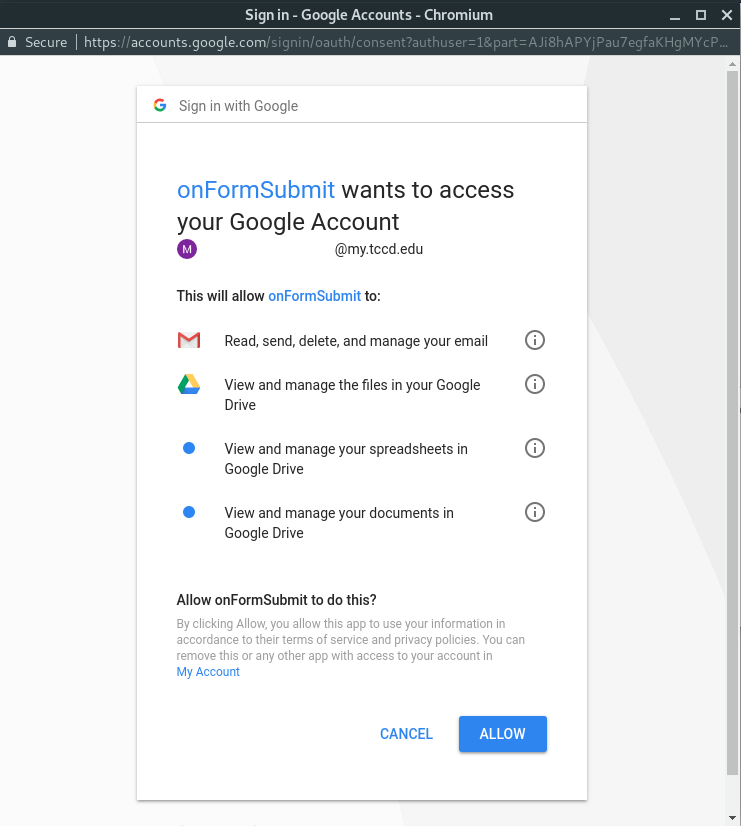 Sign in - Google Accounts - Chromium
Secure | https://accounts.google.com/signin/oauth/consent?authuser=1&part=AJi8hAPYjPau7egfaKHgMYcP...
Sign in with Google
onFormSubmit wants to access
your Google Account
M @my.tccd.edu
This will allow onFormSubmit to:
Read, send, delete, and manage your email
View and manage the files in your Google
Drive
View and manage your spreadsheets in
Google Drive
View and manage your documents in
Google Drive
Allow onFormSubmit to do this?
By clicking Allow, you allow this app to use your information in
accordance to their terms of service and privacy policies. You can
remove this or any other app with access to your account in
My Account
CANCEL ALLOW